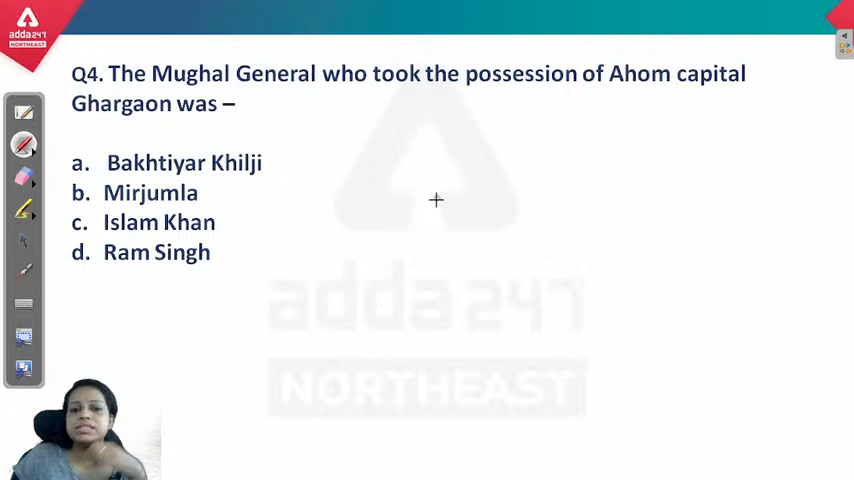 adda247
NORTHEAST
Q4. The Mughal General who took the possession of Ahom capital
Ghargaon was –
a. Bakhtiyar Khilji
b. Mirjumla
c. Islam Khan
d. Ram Singh
adda247
NORTHEAST